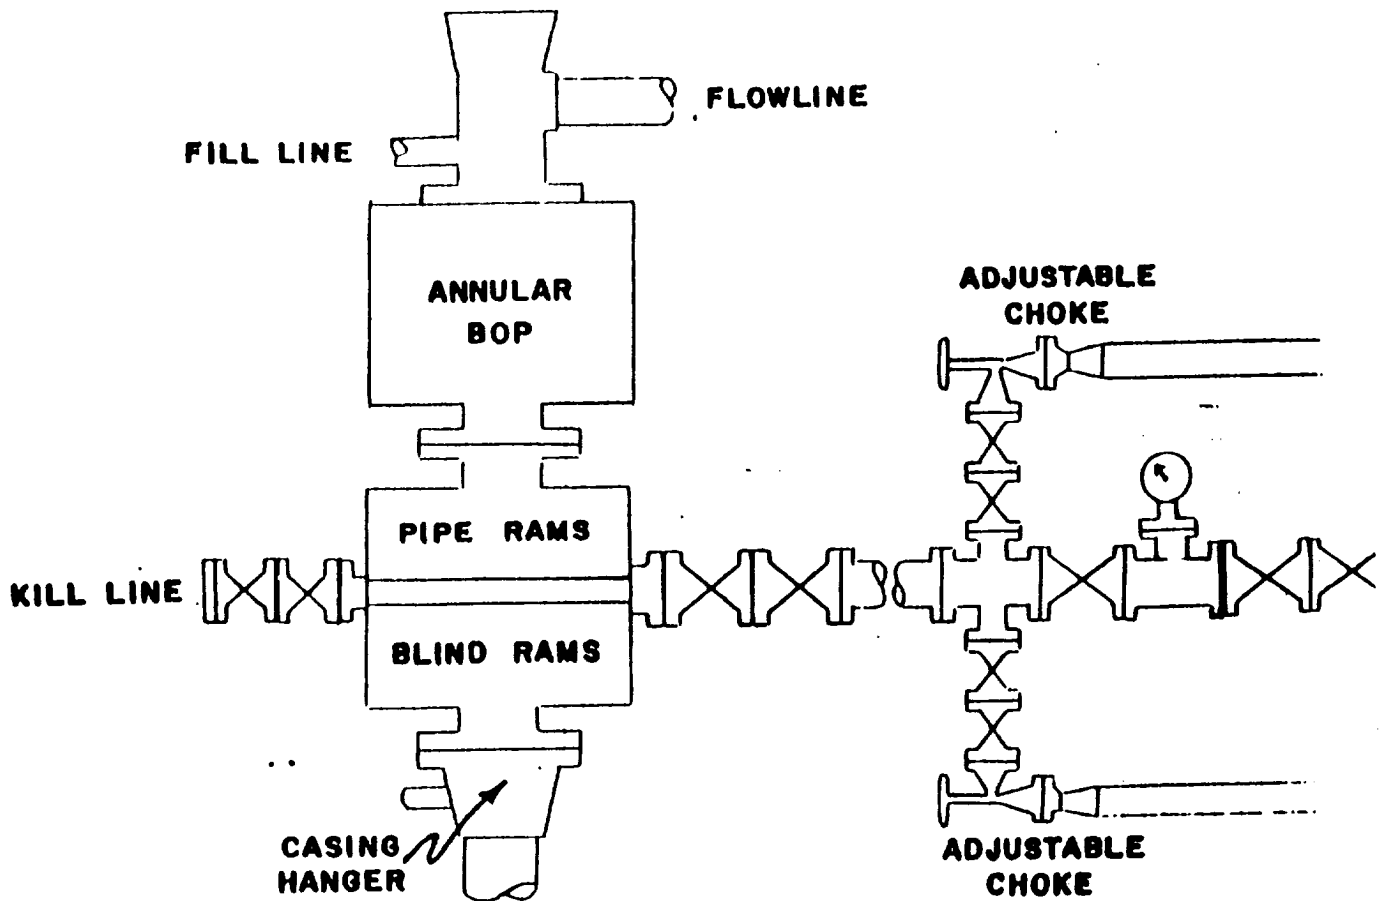 FLOWLINE
FILL LINE
ANNULAR
BOP
ADJUSTABLE
CHOKE
PIPE RAMS
KILL LINE
BLIND RAMS
CASING
HANGER
ADJUSTABLE
CHOKE